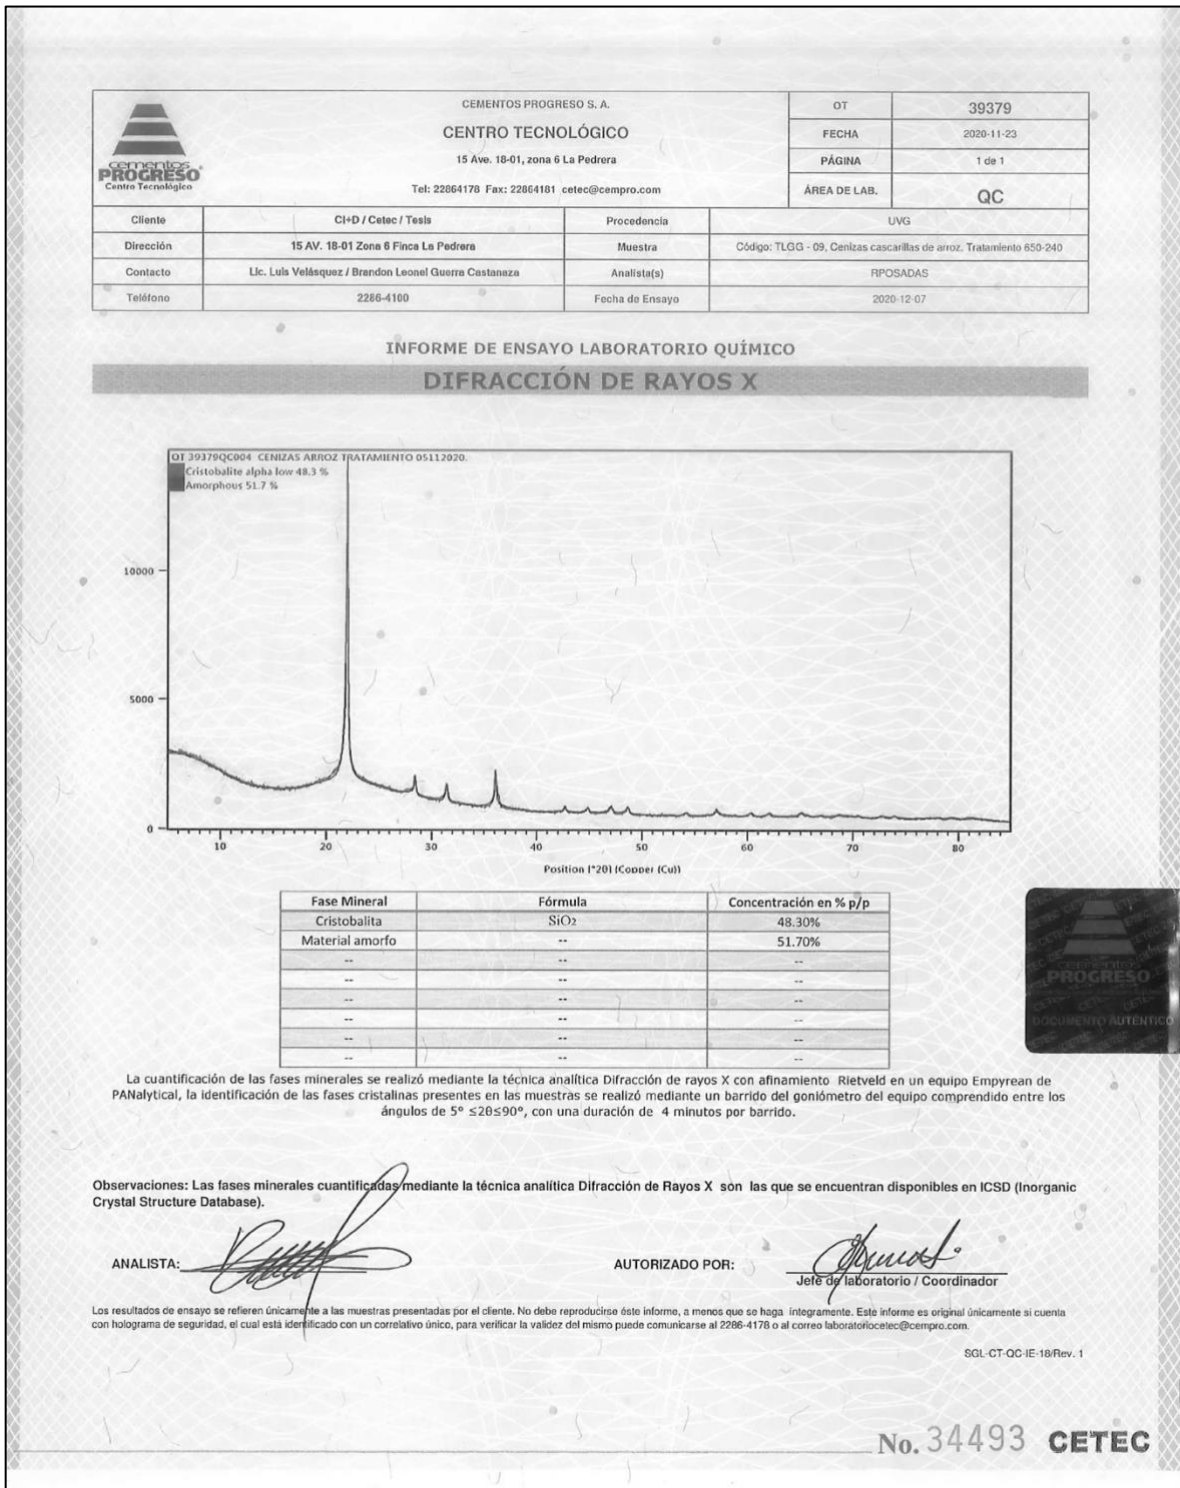 CEMENTOS PROGRESO S. A.
CENTRO TECNOLÓGICO
15 Ave. 18-01, zona 6 La Pedrera
Tel: 22864178 Fax: 22864181 cetec@cempro.com
cementos
PROGRESO
Centro Tecnológico
OT 39379
FECHA 2020-11-23
PÁGINA 1 de 1
ÁREA DE LAB. QC
Cliente CI+D / Cetec / Tesis Procedencia UVG
Dirección 15 AV. 18-01 Zona 6 Finca La Pedrera Muestra Código: TLGG - 09, Cenizas cascarillas de arroz. Tratamiento 650-240
Contacto Lic. Luis Velásquez / Brandon Leonel Guerra Castanaza Analista(s) RPOSADAS
Teléfono 2286-4100 Fecha de Ensayo 2020-12-07
INFORME DE ENSAYO LABORATORIO QUÍMICO
DIFRACCIÓN DE RAYOS X
OT 39379QC004 CENIZAS ARROZ TRATAMIENTO 05112020.
Cristobalite alpha low 48.3 %
Amorphous 51.7 %
10000
5000
0
10 20 30 40 50 60 70 80
Position [°2θ] (Copper (Cu))
Fase Mineral Fórmula Concentración en % p/p
Cristobalita SiO₂ 48.30%
Material amorfo -- 51.70%
-- -- --
-- -- --
-- -- --
-- -- --
-- -- --
-- -- --
PROGRESO
DOCUMENTO AUTÉNTICO
La cuantificación de las fases minerales se realizó mediante la técnica analítica Difracción de rayos X con afinamiento Rietveld en un equipo Empyrean de
PANalytical, la identificación de las fases cristalinas presentes en las muestras se realizó mediante un barrido del goniómetro del equipo comprendido entre los
ángulos de 5° ≤2θ≤90°, con una duración de 4 minutos por barrido.
Observaciones: Las fases minerales cuantificadas mediante la técnica analítica Difracción de Rayos X son las que se encuentran disponibles en ICSD (Inorganic
Crystal Structure Database).
ANALISTA:
AUTORIZADO POR:
Jefe de laboratorio / Coordinador
Los resultados de ensayo se refieren únicamente a las muestras presentadas por el cliente. No debe reproducirse éste informe, a menos que se haga íntegramente. Este informe es original únicamente si cuenta
con holograma de seguridad, el cual está identificado con un correlativo único, para verificar la validez del mismo puede comunicarse al 2286-4178 o al correo laboratoriocetec@cempro.com.
SGL-CT-QC-IE-18/Rev. 1
No. 34493 CETEC